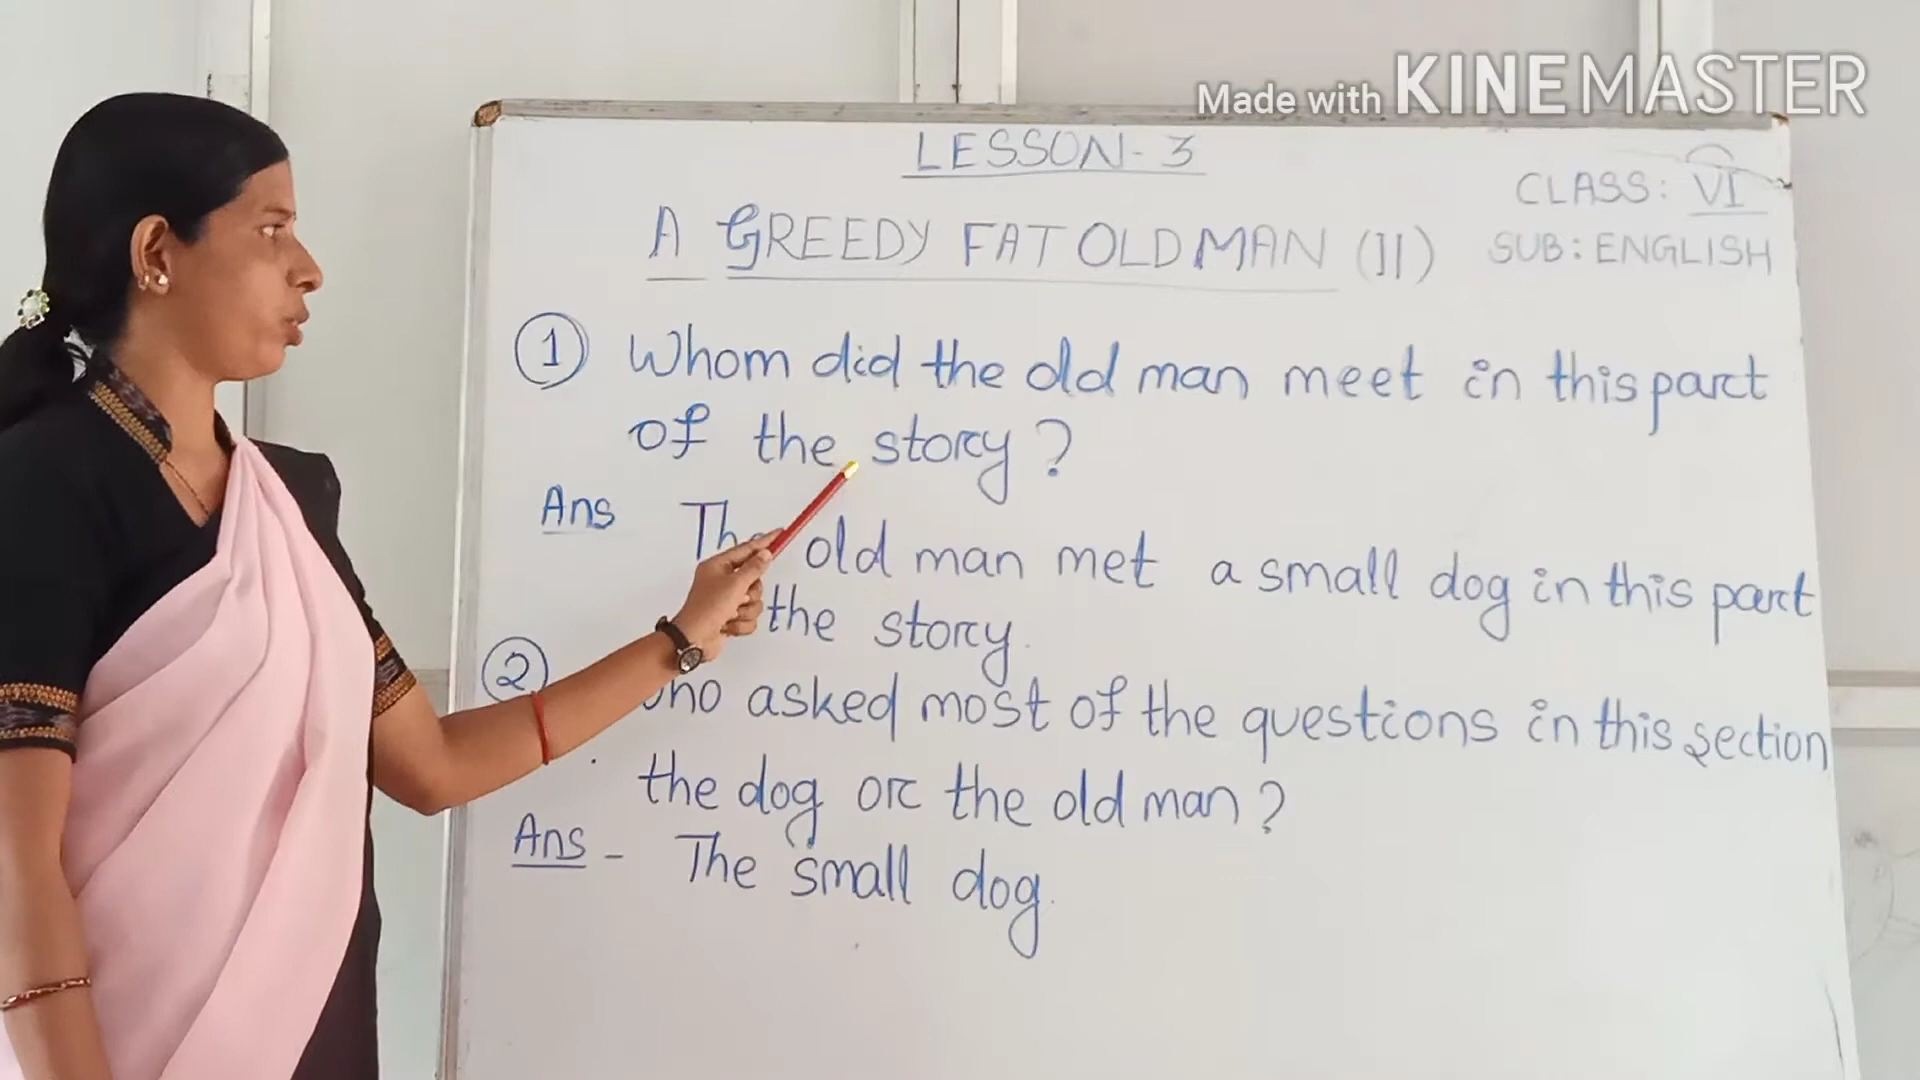 Made with KINEMASTER
LESSON-3
CLASS: VI
A GREEDY FAT OLD MAN (II)
SUB: ENGLISH
1 Whom did the old man meet in this part
of the story?
Ans The old man met a small dog in this part
the story.
2 asked most of the questions in this section
the dog or the old man?
Ans - The small dog.